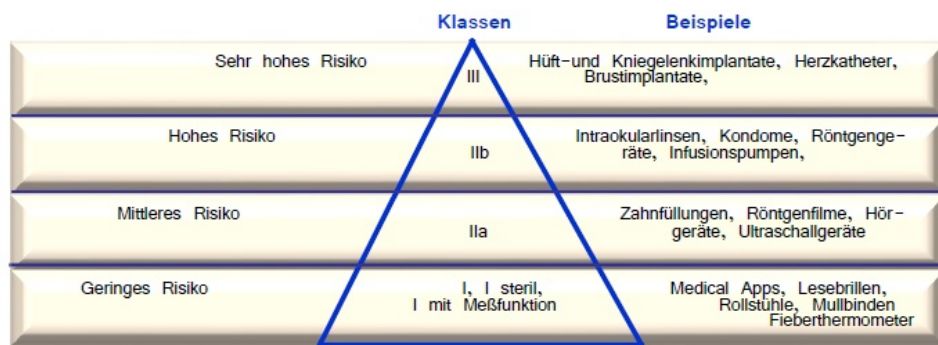 Klassen Beispiele
Sehr hohes Risiko III Hüft-und Kniegelenkimplantate, Herzkatheter,
Brustimplantate,
Hohes Risiko IIb Intraokularlinsen, Kondome, Röntgenge-
räte, Infusionspumpen,
Mittleres Risiko IIa Zahnfüllungen, Röntgenfilme, Hör-
geräte, Ultraschallgeräte
Geringes Risiko I, I steril, Medical Apps, Lesebrillen,
I mit Meßfunktion Rollstühle, Mullbinden
Fieberthermometer